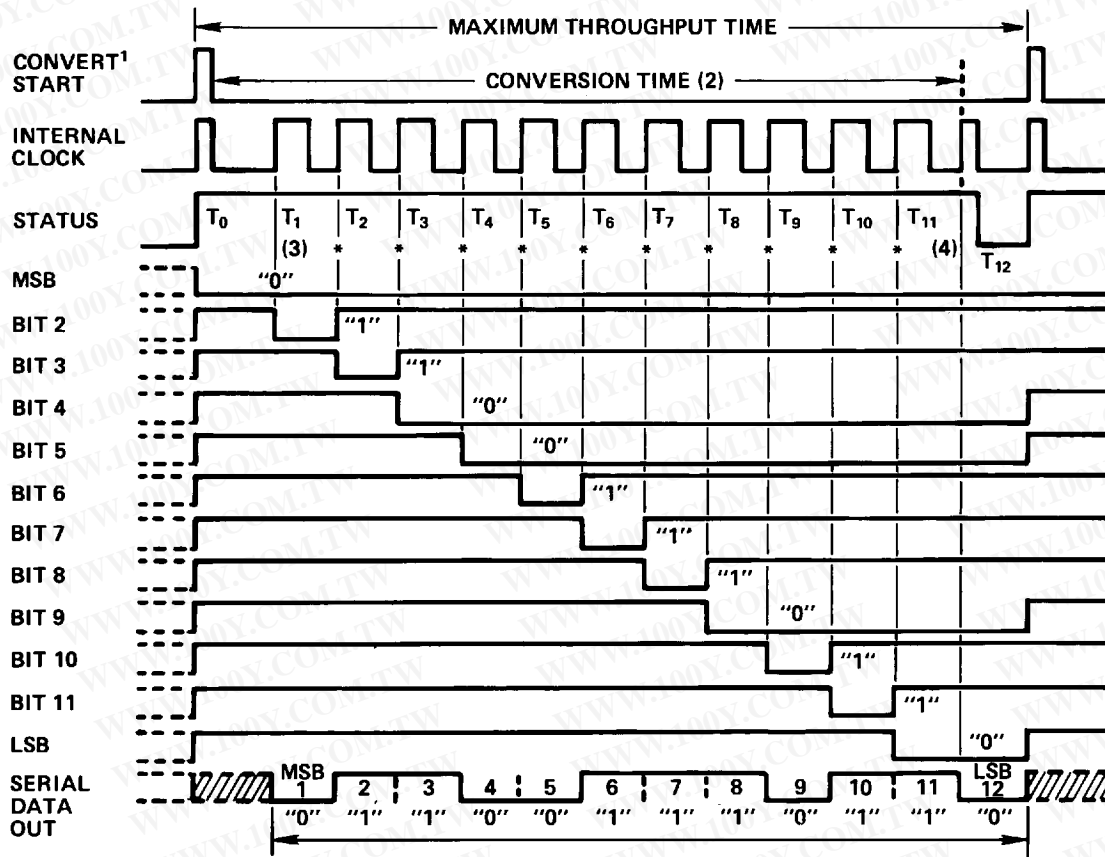 MAXIMUM THROUGHPUT TIME
CONVERT¹
START
CONVERSION TIME (2)
INTERNAL
CLOCK
STATUS
T₀ T₁ T₂ T₃ T₄ T₅ T₆ T₇ T₈ T₉ T₁₀ T₁₁
(3) * * * * * * * * * * (4) T₁₂
MSB "0"
BIT 2 "1"
BIT 3 "1"
BIT 4 "0"
BIT 5 "0"
BIT 6 "1"
BIT 7 "1"
BIT 8 "1"
BIT 9 "0"
BIT 10 "1"
BIT 11 "1"
LSB "0"
SERIAL
DATA
OUT
MSB LSB
1 2 3 4 5 6 7 8 9 10 11 12
"0" "1" "1" "0" "0" "1" "1" "1" "0" "1" "1" "0"
WWW.100Y.COM.TW